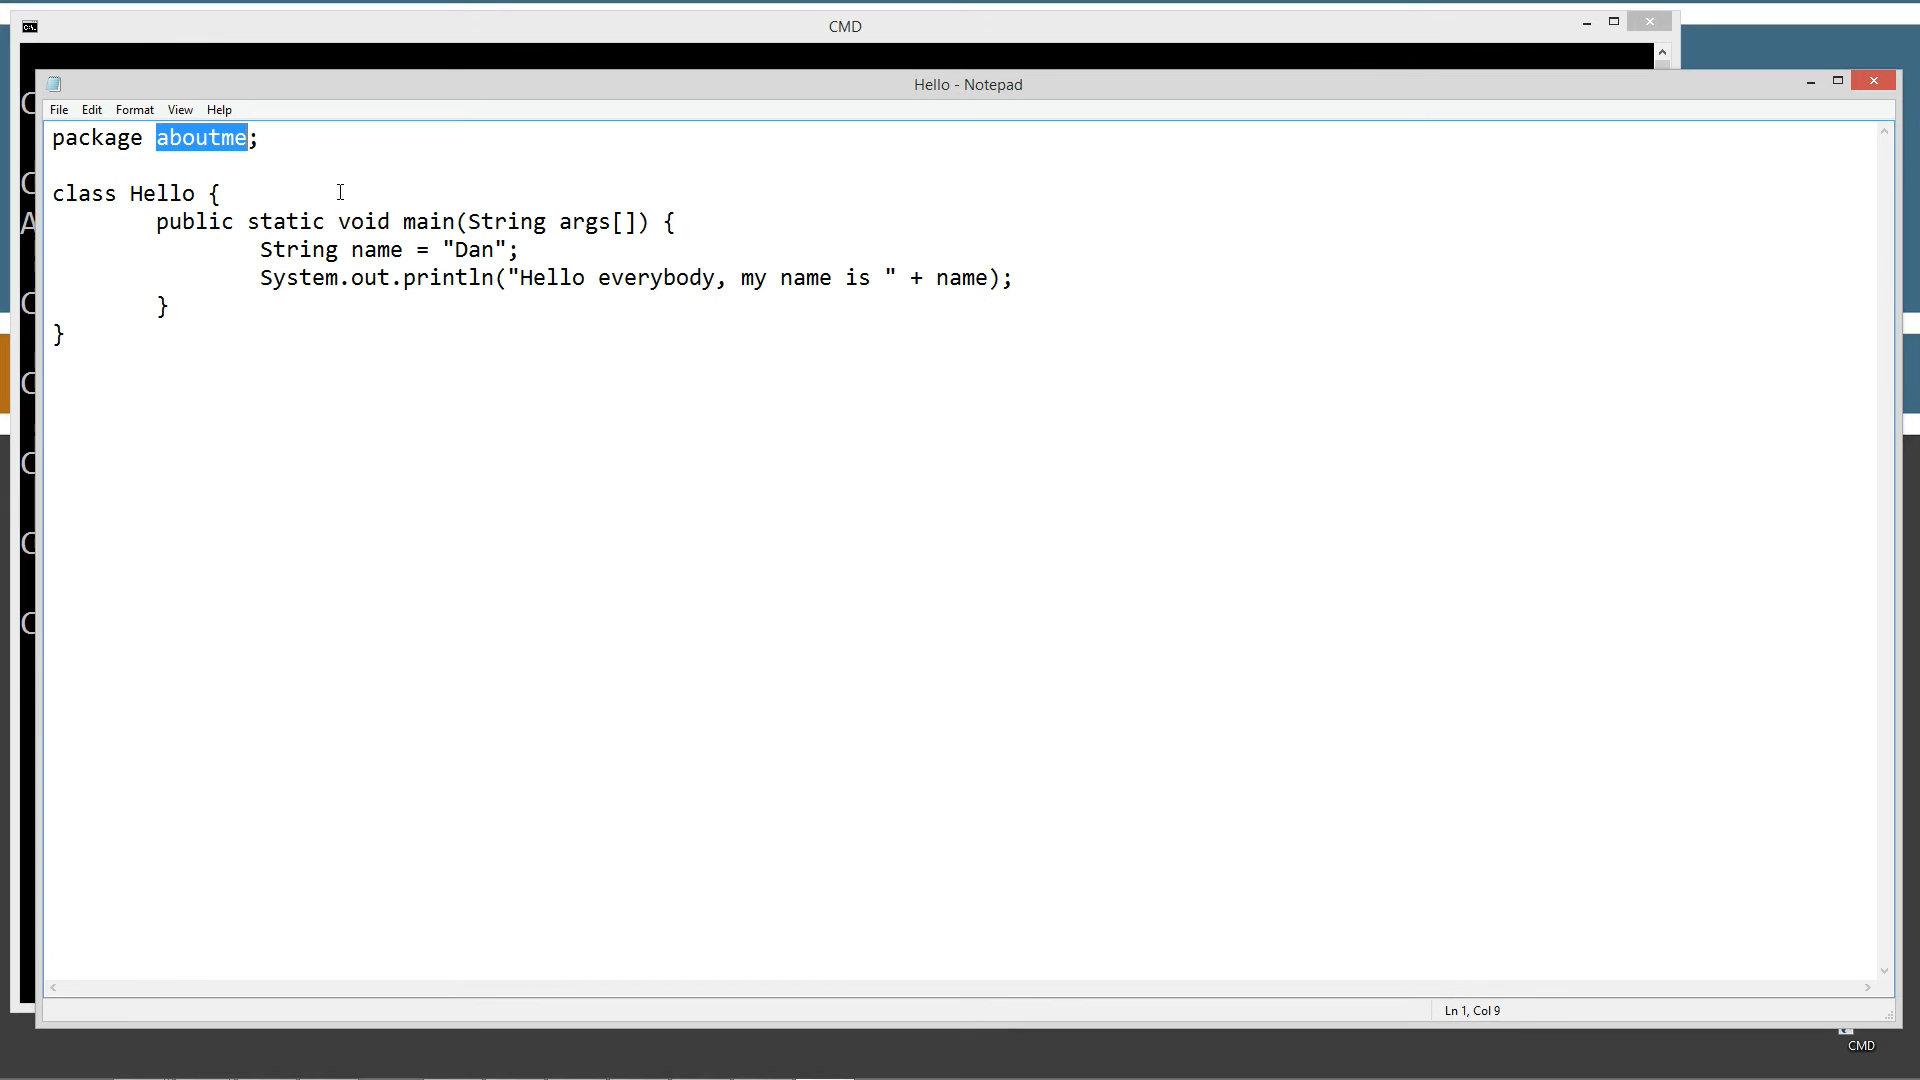 CMD
Hello - Notepad
File Edit Format View Help
package aboutme;
class Hello {
public static void main(String args[]) {
String name = "Dan";
System.out.println("Hello everybody, my name is " + name);
}
}
Ln 1, Col 9
CMD